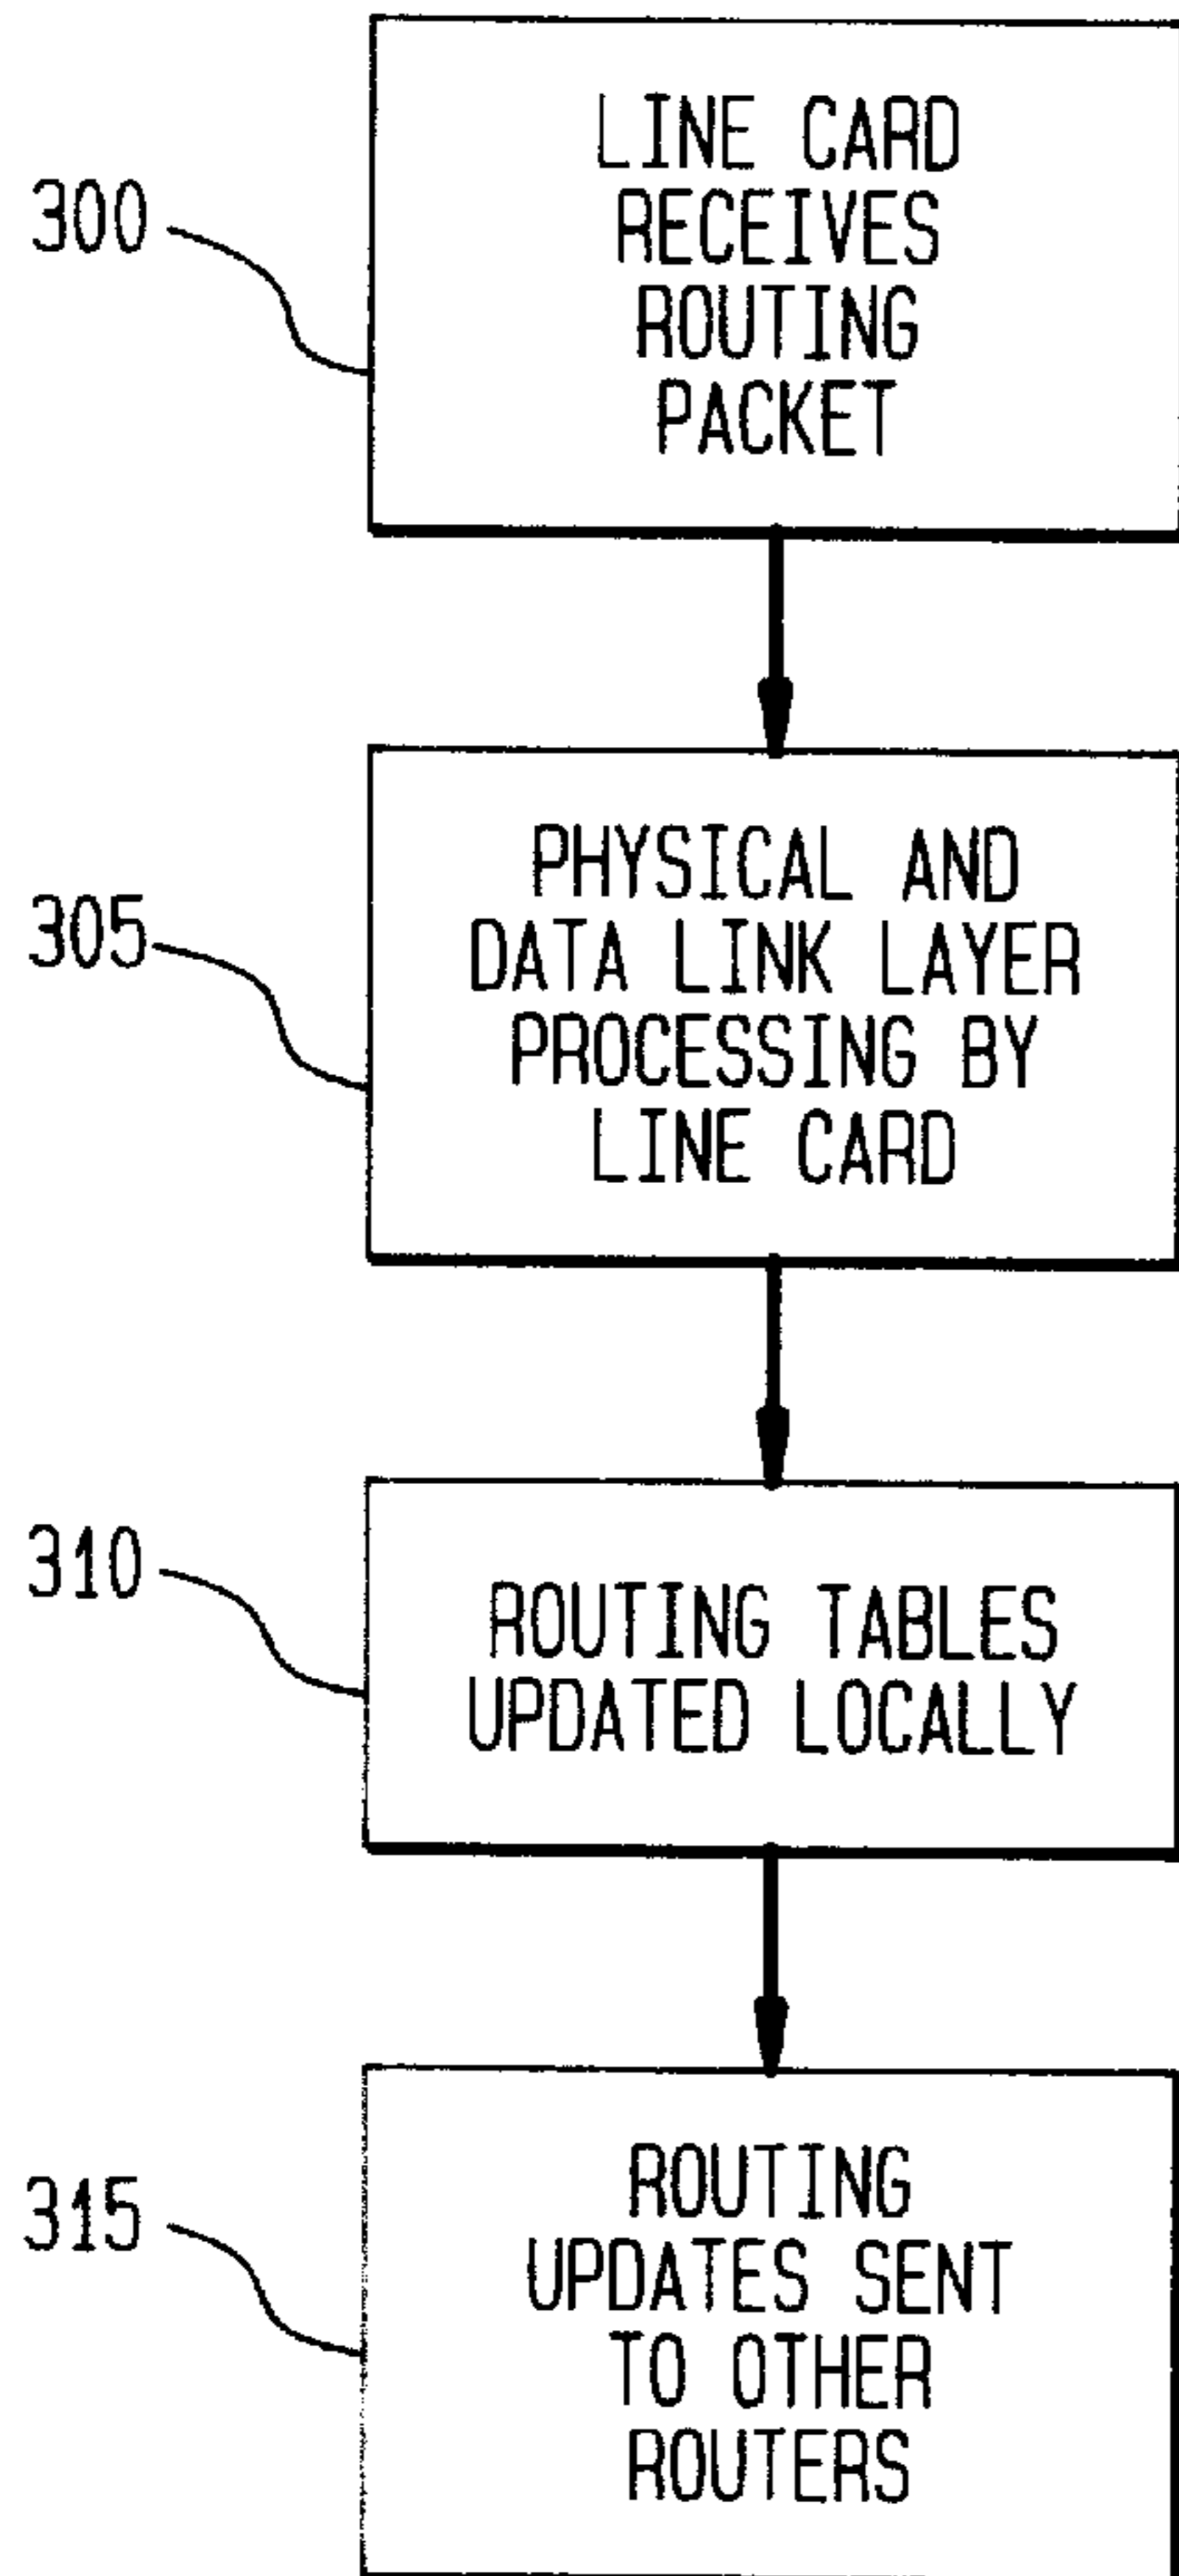 300
LINE CARD
RECEIVES
ROUTING
PACKET
305
PHYSICAL AND
DATA LINK LAYER
PROCESSING BY
LINE CARD
310
ROUTING TABLES
UPDATED LOCALLY
315
ROUTING
UPDATES SENT
TO OTHER
ROUTERS